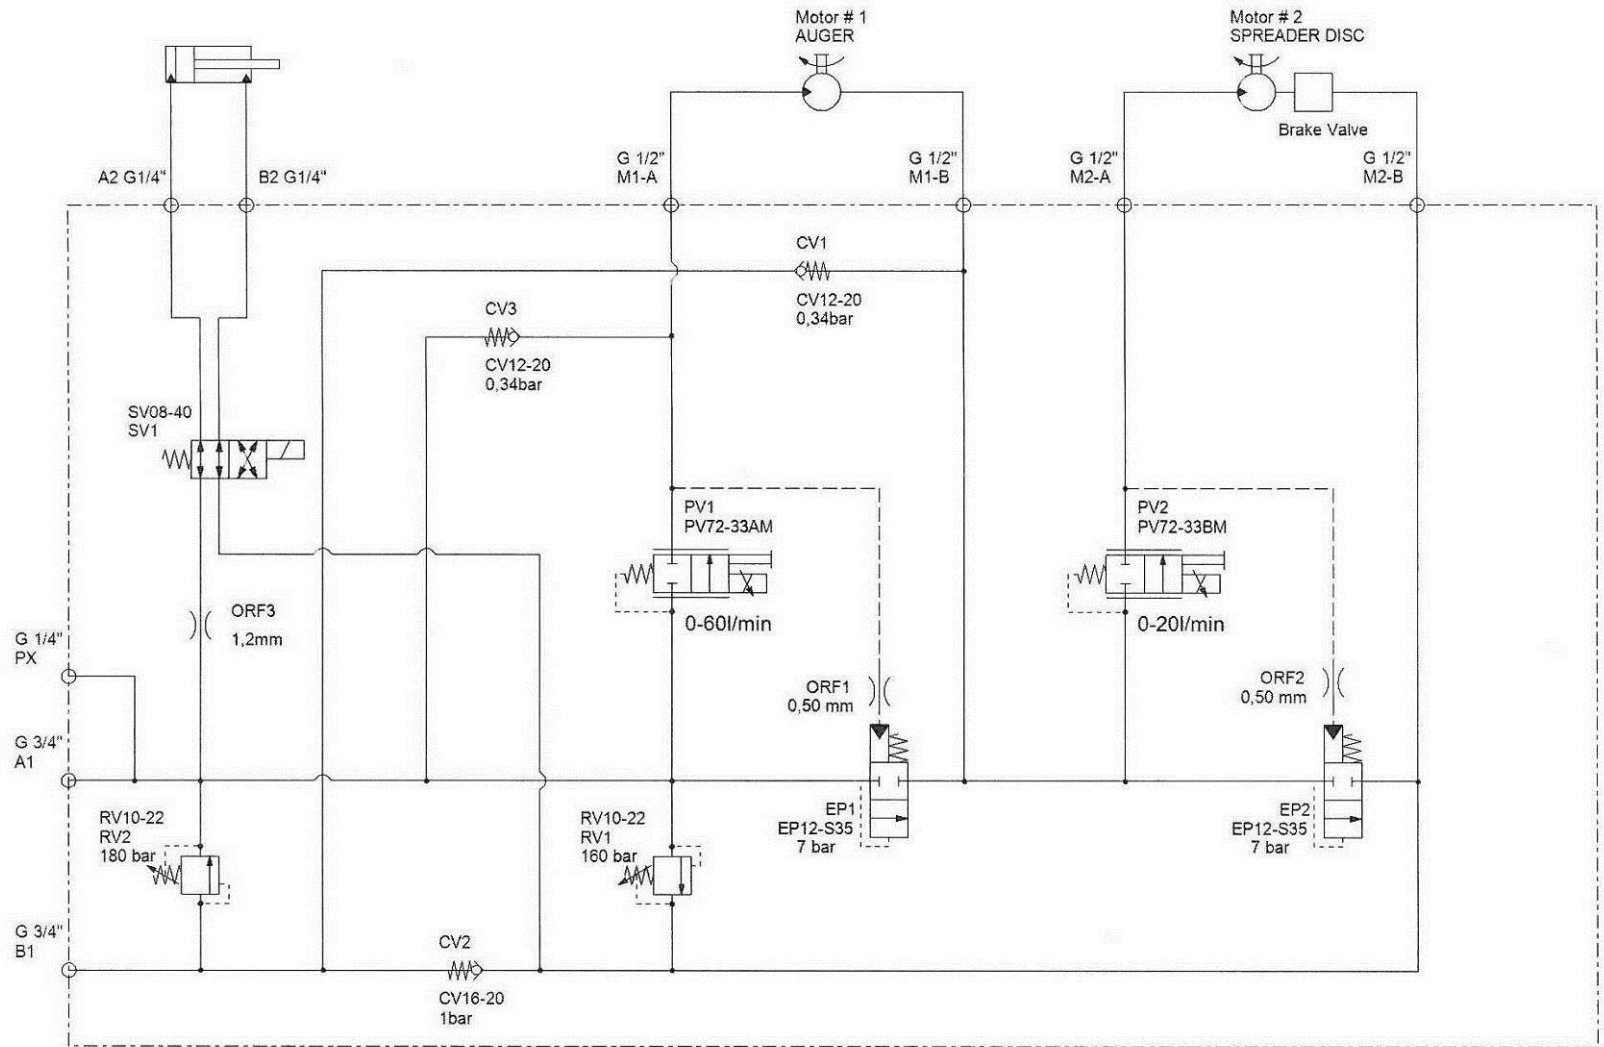 Motor # 1
AUGER
Motor # 2
SPREADER DISC
Brake Valve
A2 G1/4"
B2 G1/4"
G 1/2"
M1-A
G 1/2"
M1-B
G 1/2"
M2-A
G 1/2"
M2-B
CV1
CV12-20
0,34bar
CV3
CV12-20
0,34bar
SV08-40
SV1
PV1
PV72-33AM
0-60l/min
PV2
PV72-33BM
0-20l/min
ORF3
1,2mm
G 1/4"
PX
ORF1
0,50 mm
ORF2
0,50 mm
G 3/4"
A1
RV10-22
RV2
180 bar
RV10-22
RV1
160 bar
EP1
EP12-S35
7 bar
EP2
EP12-S35
7 bar
G 3/4"
B1
CV2
CV16-20
1bar